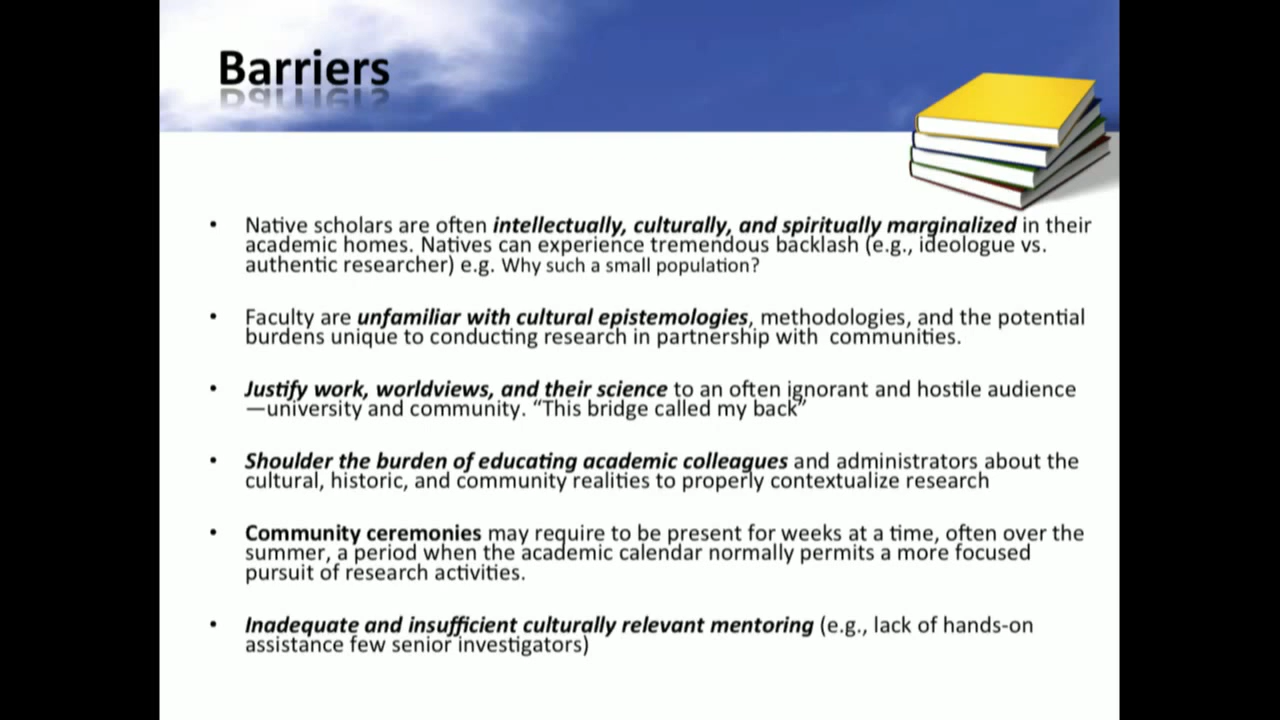 Barriers
• Native scholars are often intellectually, culturally, and spiritually marginalized in their
academic homes. Natives can experience tremendous backlash (e.g., ideologue vs.
authentic researcher) e.g. Why such a small population?
• Faculty are unfamiliar with cultural epistemologies, methodologies, and the potential
burdens unique to conducting research in partnership with  communities.
• Justify work, worldviews, and their science to an often ignorant and hostile audience
—university and community. “This bridge called my back”
• Shoulder the burden of educating academic colleagues and administrators about the
cultural, historic, and community realities to properly contextualize research
• Community ceremonies may require to be present for weeks at a time, often over the
summer, a period when the academic calendar normally permits a more focused
pursuit of research activities.
• Inadequate and insufficient culturally relevant mentoring (e.g., lack of hands-on
assistance few senior investigators)